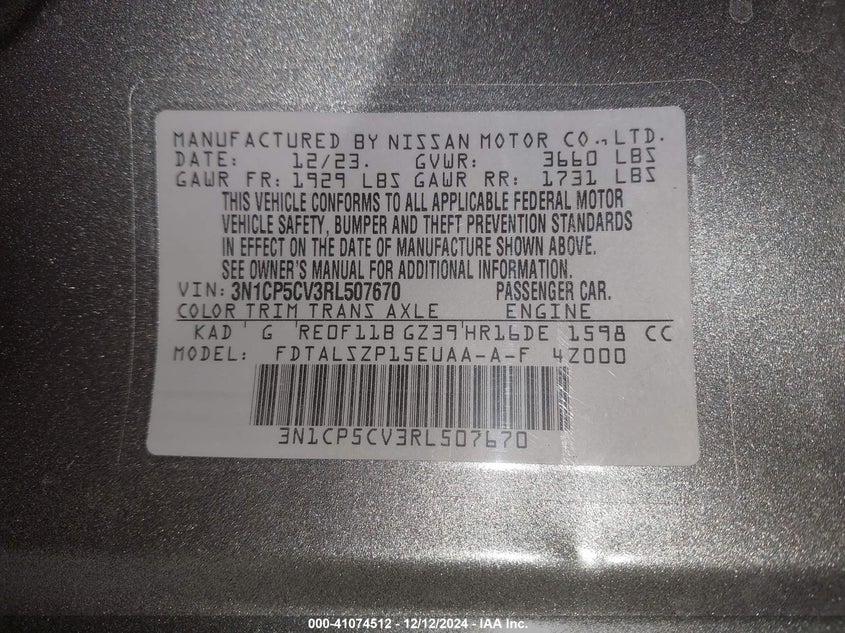 MANUFACTURED BY NISSAN MOTOR CO., LTD.
DATE: 12/23. GVWR: 3660 LBS
GAWR FR: 1929 LBS GAWR RR: 1731 LBS
THIS VEHICLE CONFORMS TO ALL APPLICABLE FEDERAL MOTOR
VEHICLE SAFETY, BUMPER AND THEFT PREVENTION STANDARDS
IN EFFECT ON THE DATE OF MANUFACTURE SHOWN ABOVE.
SEE OWNER'S MANUAL FOR ADDITIONAL INFORMATION.
VIN: 3N1CP5CV3RL507670 PASSENGER CAR.
COLOR TRIM TRANS AXLE ENGINE
KAD G RE0F11B GZ39 HR16DE 1598 CC
MODEL: FDTALSZP15EUAA-A-F 4Z000
3N1CP5CV3RL507670
000-41074512 - 12/12/2024 - IAA Inc.